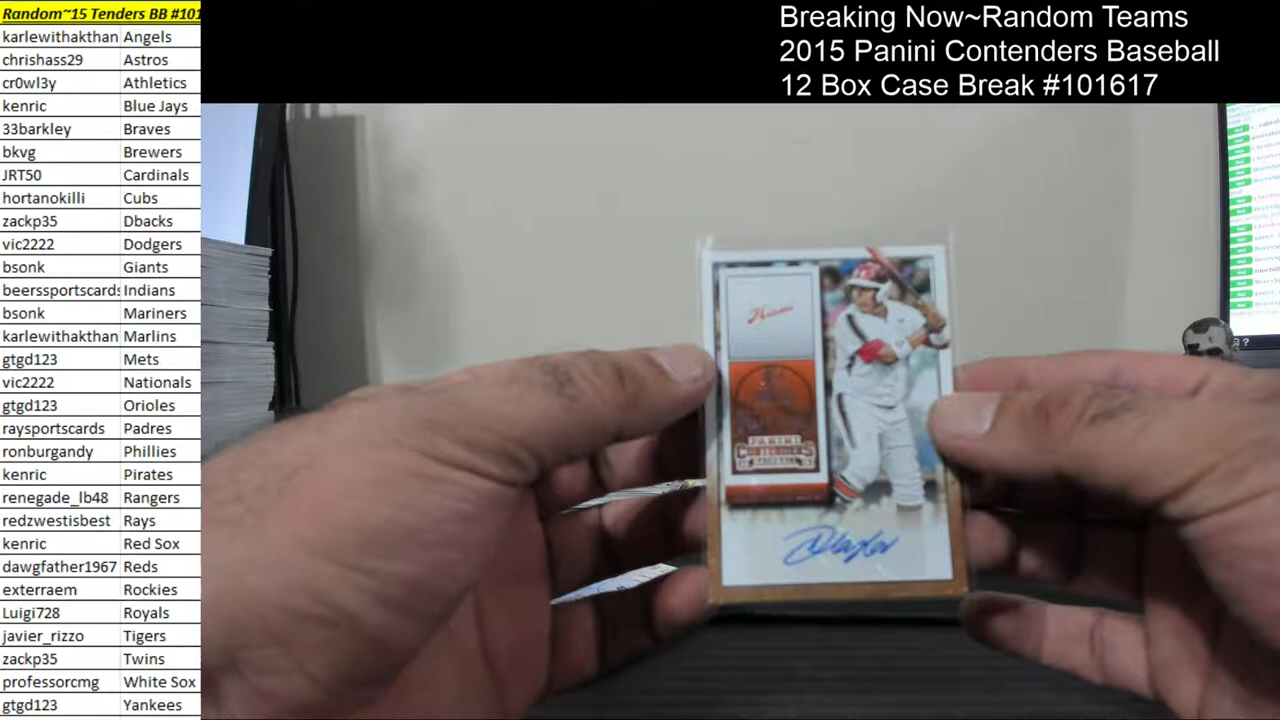 Random~15 Tenders BB #101
karlewithakthan Angels
chrishass29 Astros
cr0wl3y Athletics
kenric Blue Jays
33barkley Braves
bkvg Brewers
JRT50 Cardinals
hortanokilli Cubs
zackp35 Dbacks
vic2222 Dodgers
bsonk Giants
beerssportscards Indians
bsonk Mariners
karlewithakthan Marlins
gtgd123 Mets
vic2222 Nationals
gtgd123 Orioles
raysportscards Padres
ronburgandy Phillies
kenric Pirates
renegade_lb48 Rangers
redzwestisbest Rays
kenric Red Sox
dawgfather1967 Reds
exterraem Rockies
Luigi728 Royals
javier_rizzo Tigers
zackp35 Twins
professorcmg White Sox
gtgd123 Yankees
Breaking Now~Random Teams
2015 Panini Contenders Baseball
12 Box Case Break #101617
PANINI
CONTENDERS
BASEBALL